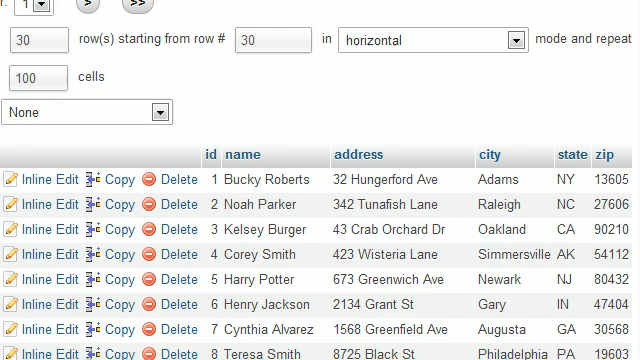 r: 1 > >>
30 row(s) starting from row # 30 in horizontal mode and repeat
100 cells
None
id name address city state zip
Inline Edit Copy Delete 1 Bucky Roberts 32 Hungerford Ave Adams NY 13605
Inline Edit Copy Delete 2 Noah Parker 342 Tunafish Lane Raleigh NC 27606
Inline Edit Copy Delete 3 Kelsey Burger 43 Crab Orchard Dr Oakland CA 90210
Inline Edit Copy Delete 4 Corey Smith 423 Wisteria Lane Simmersville AK 54112
Inline Edit Copy Delete 5 Harry Potter 673 Greenwich Ave Newark NJ 80432
Inline Edit Copy Delete 6 Henry Jackson 2134 Grant St Gary IN 47404
Inline Edit Copy Delete 7 Cynthia Alvarez 1568 Greenfield Ave Augusta GA 30568
Inline Edit Copy Delete 8 Teresa Smith 8725 Black St Philadelphia PA 19603